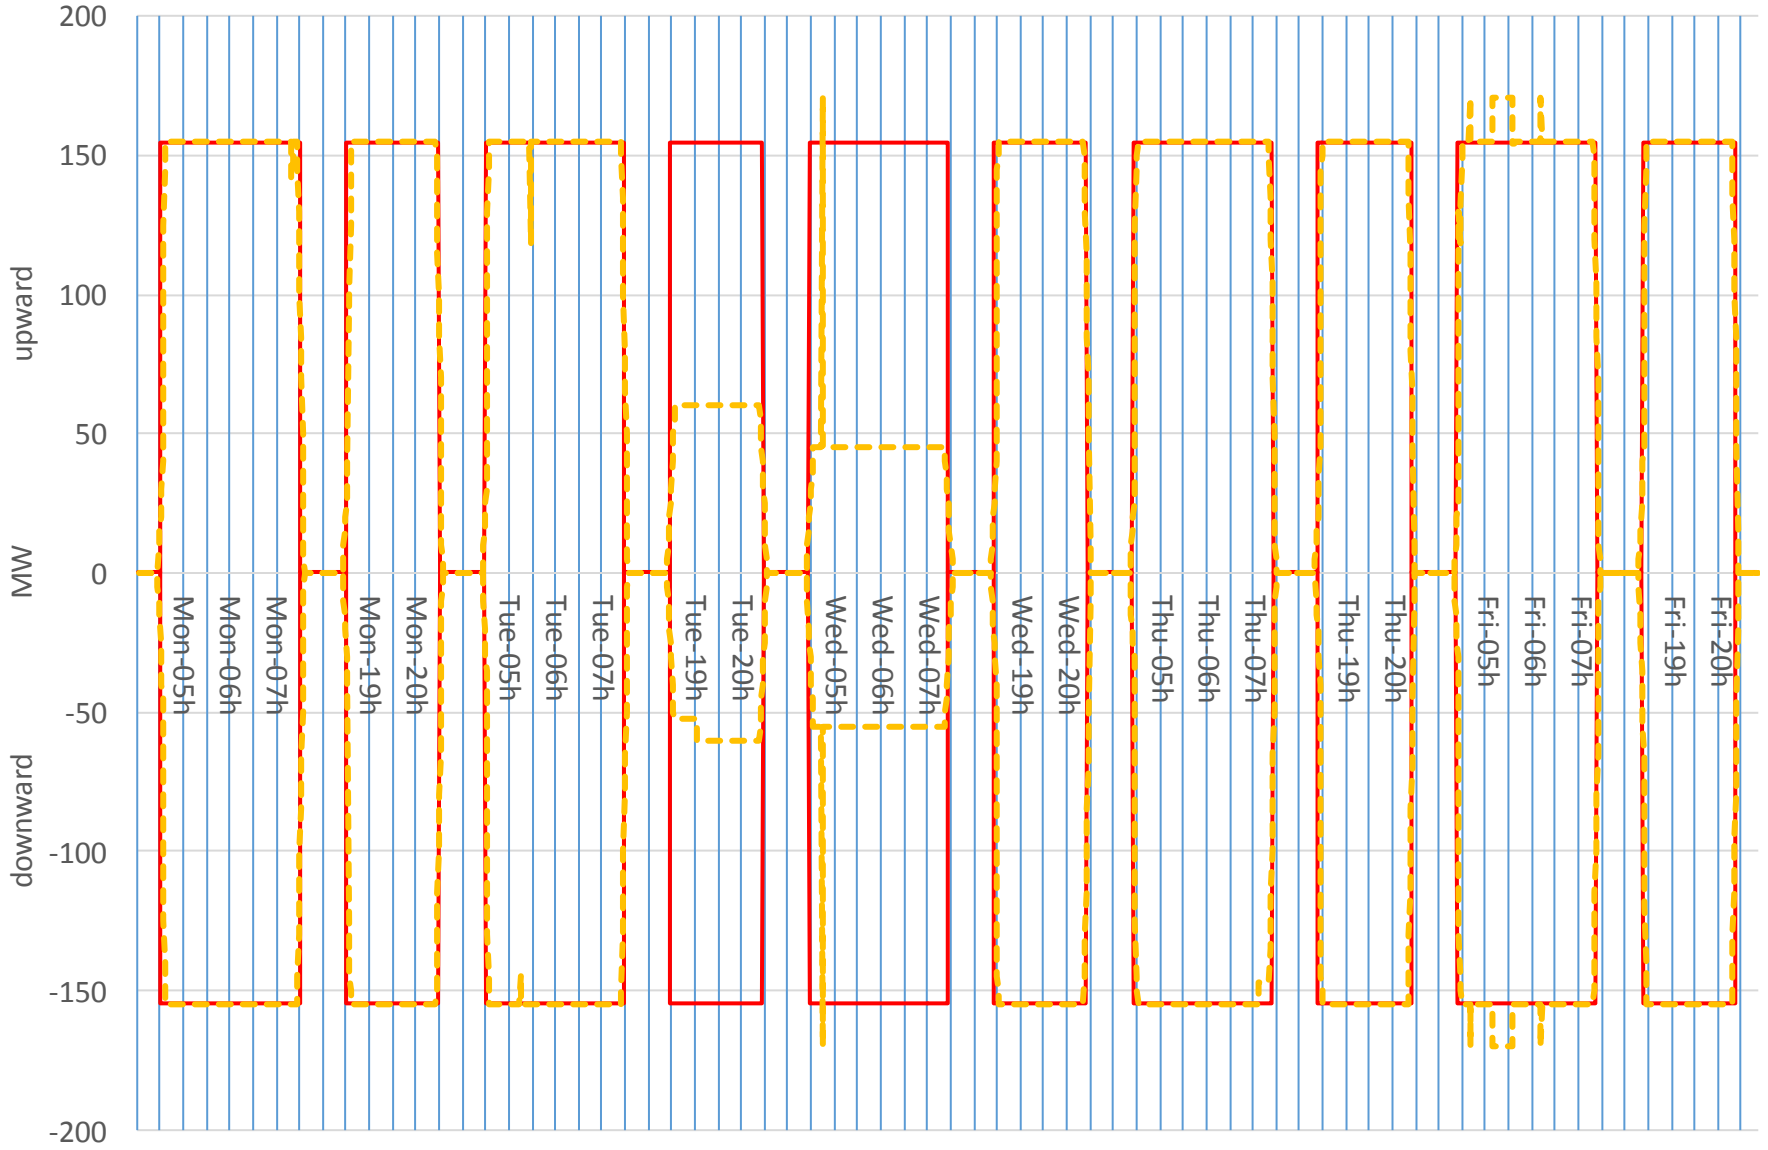 200
150
100
50
0
-50
-100
-150
-200
upward
MW
downward
Mon-05h
Mon-06h
Mon-07h
Mon-19h
Mon-20h
Tue-05h
Tue-06h
Tue-07h
Tue-19h
Tue-20h
Wed-05h
Wed-06h
Wed-07h
Wed-19h
Wed-20h
Thu-05h
Thu-06h
Thu-07h
Thu-19h
Thu-20h
Fri-05h
Fri-06h
Fri-07h
Fri-19h
Fri-20h